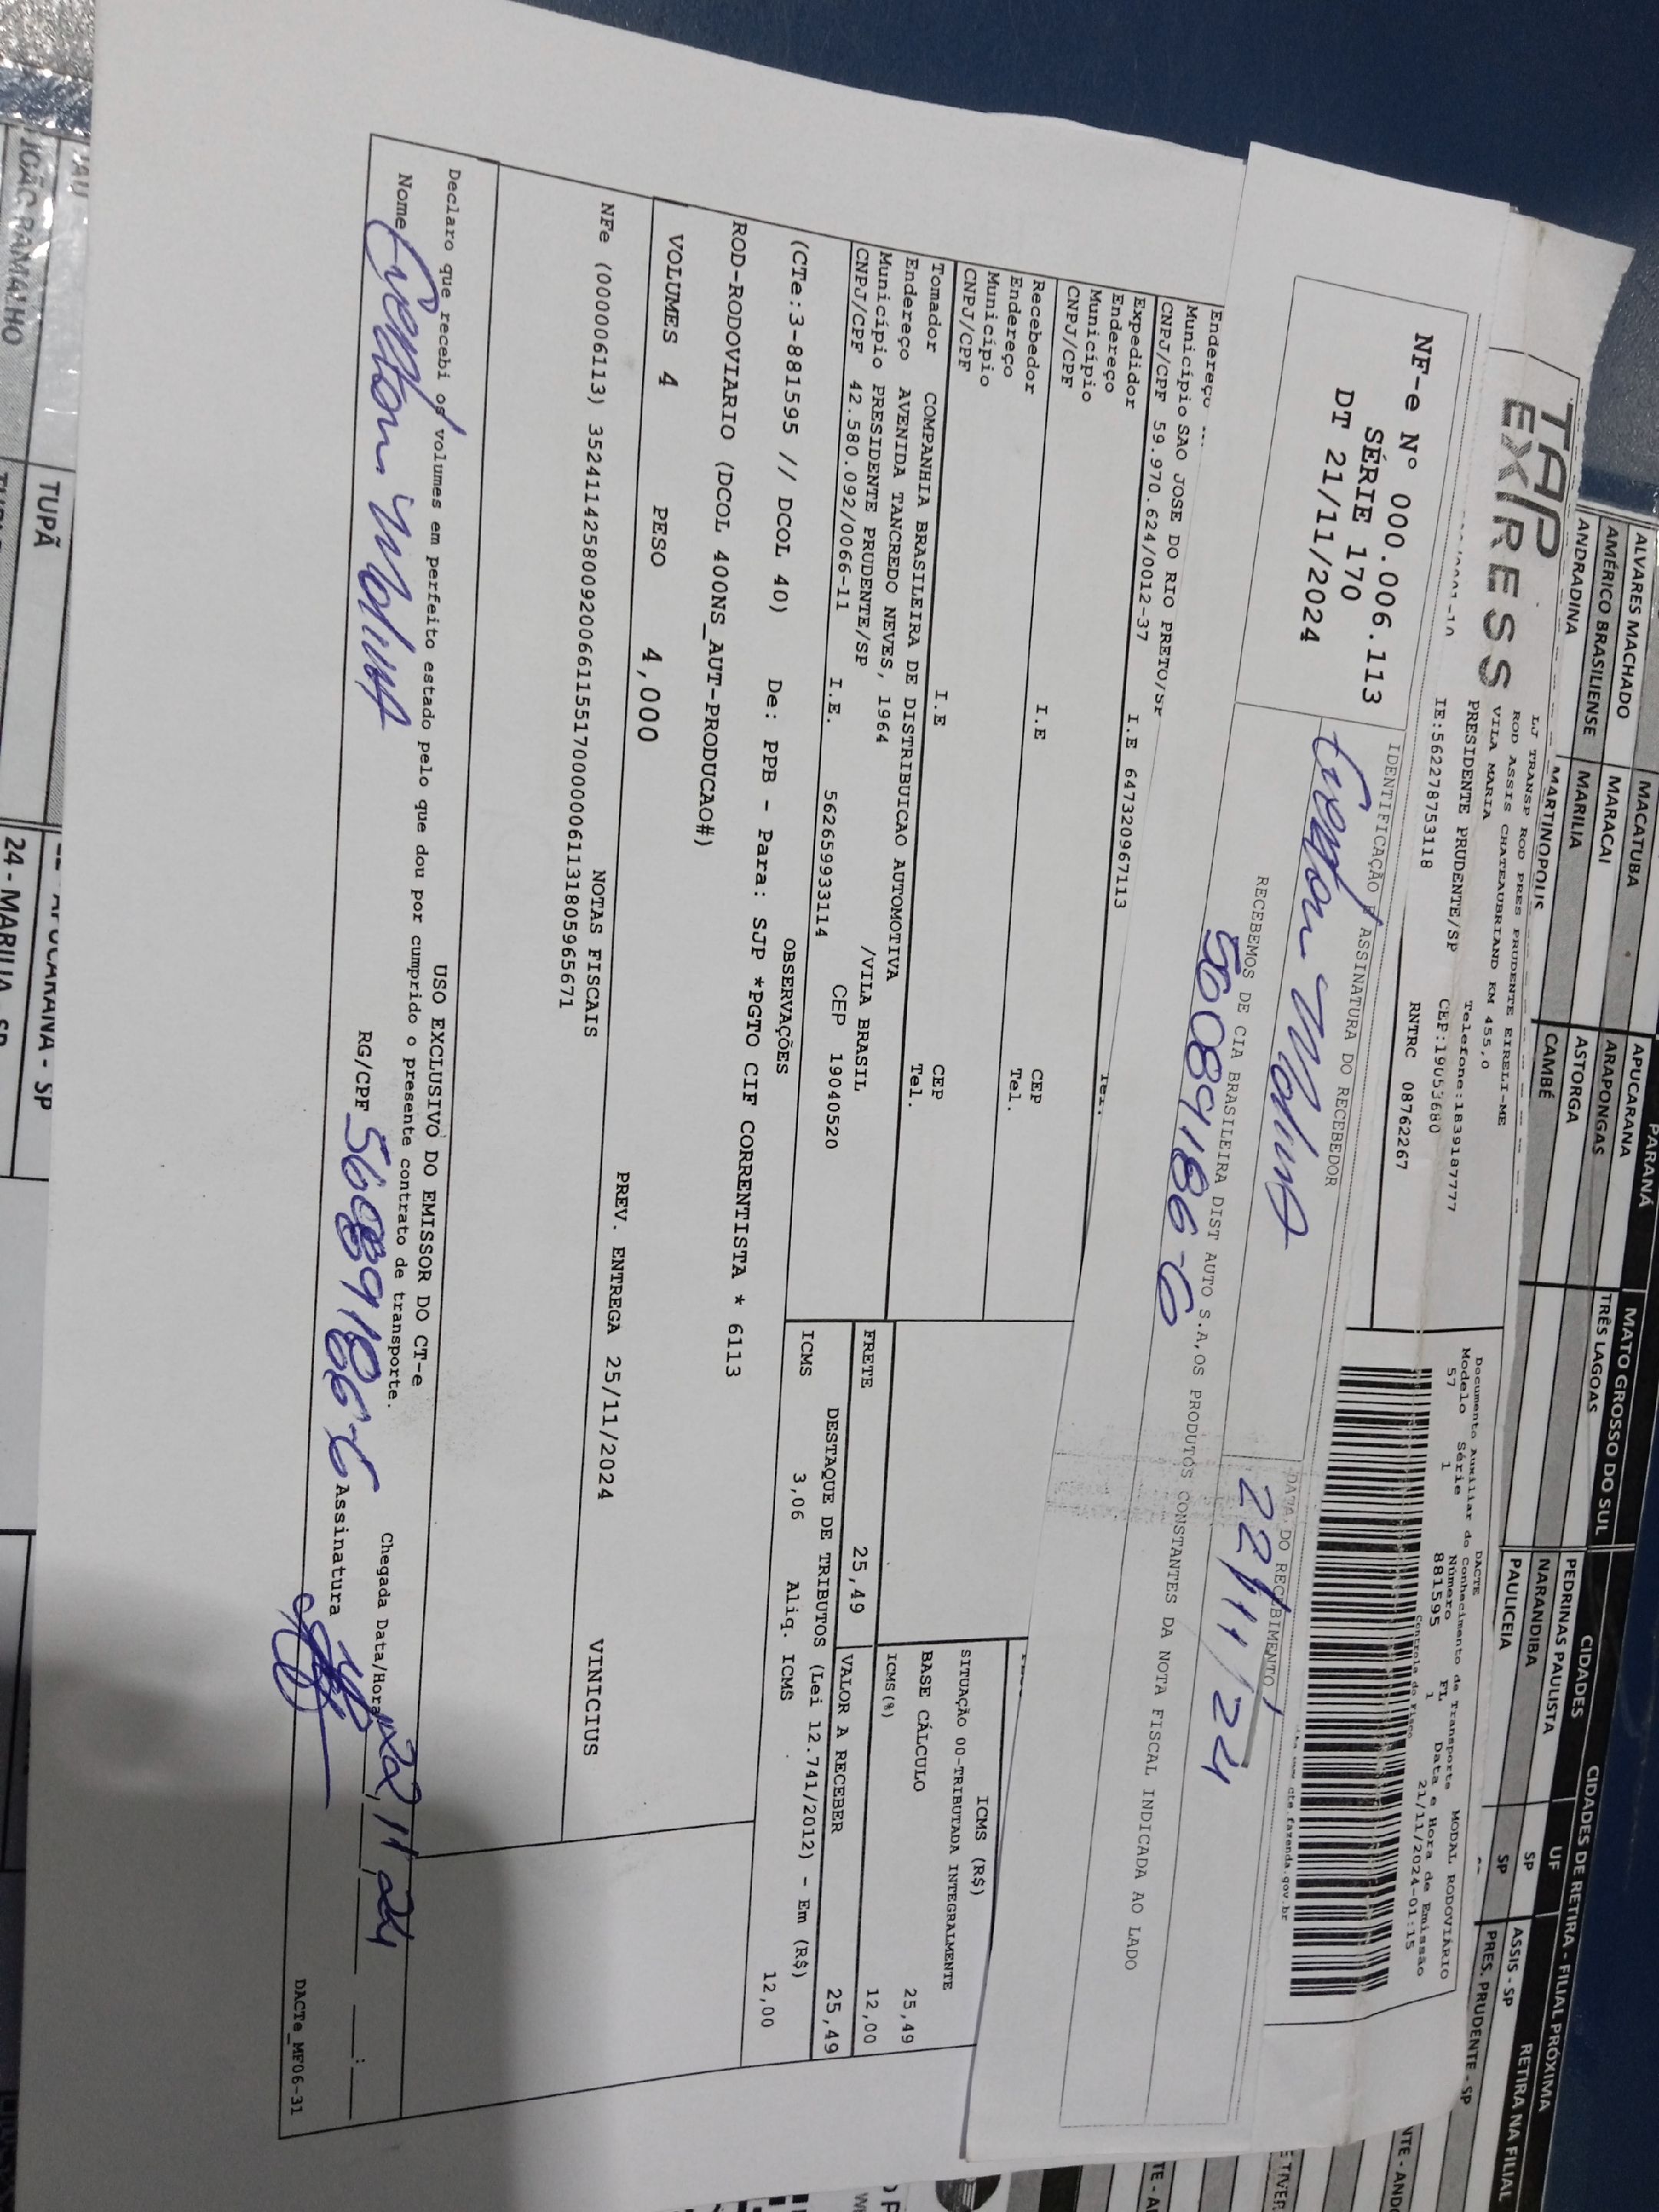 TAP
EXPRESS
LJ TRANSP ROD PRES PRUDENTE EIRELI-ME
ROD ASSIS CHATEAUBRIAND KM 455,0
VILA MARIA
PRESIDENTE PRUDENTE/SP
Telefone:1839187777
CEP:19053680
IE:562278753118
RNTRC 08762267
DACTE
Documento Auxiliar do Conhecimento de Transporte
MODAL RODOVIÁRIO
Modelo Série Número FL Data e Hora de Emissão
57 1 881595 1 21/11/2024-01:15
Controle do Fisco
cte.fazenda.gov.br
NF-e Nº 000.006.113
SÉRIE 170
DT 21/11/2024
IDENTIFICAÇÃO E ASSINATURA DO RECEBEDOR
DATA DO RECEBIMENTO
22/11/24
RECEBEMOS DE CIA BRASILEIRA DIST AUTO S.A,OS PRODUTOS CONSTANTES DA NOTA FISCAL INDICADA AO LADO
Endereço
Município SAO JOSE DO RIO PRETO/SP
CNPJ/CPF 59.970.624/0012-37 I.E 647320967113
Expedidor
Endereço
Município
CNPJ/CPF
Recebedor I.E CEP
Endereço Tel.
Município
CNPJ/CPF
Tomador COMPANHIA BRASILEIRA DE DISTRIBUICAO AUTOMOTIVA I.E CEP
Endereço AVENIDA TANCREDO NEVES, 1964 /VILA BRASIL Tel.
Município PRESIDENTE PRUDENTE/SP
CNPJ/CPF 42.580.092/0066-11 I.E. 562659933114 CEP 19040520
ICMS (R$)
SITUAÇÃO 00-TRIBUTADA INTEGRALMENTE
BASE CÁLCULO 25,49
ICMS(%) 12,00
FRETE 25,49 VALOR A RECEBER 25,49
DESTAQUE DE TRIBUTOS (Lei 12.741/2012) - Em (R$)
ICMS 3,06 Aliq. ICMS 12,00
OBSERVAÇÕES
(CTe:3-881595 // DCOL 40) De: PPB - Para: SJP *PGTO CIF CORRENTISTA * 6113
ROD-RODOVIARIO (DCOL 400NS_AUT-PRODUCAO#)
VOLUMES 4 PESO 4,000 PREV. ENTREGA 25/11/2024 VINICIUS
NOTAS FISCAIS
NFe (000006113) 35241142580092006611551700000061131805965671
USO EXCLUSIVO DO EMISSOR DO CT-e
Declaro que recebi os volumes em perfeito estado pelo que dou por cumprido o presente contrato de transporte.
Chegada Data/Hora 22/11/24
Nome
RG/CPF
Assinatura
DACTe_MF06-31
PARANÁ
MATO GROSSO DO SUL
CIDADES
CIDADES DE RETIRA - FILIAL PRÓXIMA
UF
RETIRA NA FILIAL
ALVARES MACHADO
MACATUBA
APUCARANA
TRÊS LAGOAS
PEDRINAS PAULISTA
SP
ASSIS - SP
AMÉRICO BRASILIENSE
MARACAI
ARAPONGAS
NARANDIBA
SP
PRES. PRUDENTE - SP
ANDRADINA
MARILIA
ASTORGA
PAULICEIA
MARTINOPOLIS
CAMBÉ
JOÃO RAMALHO
TUPÃ
APUCARANA - SP
24 - MARILIA - SP